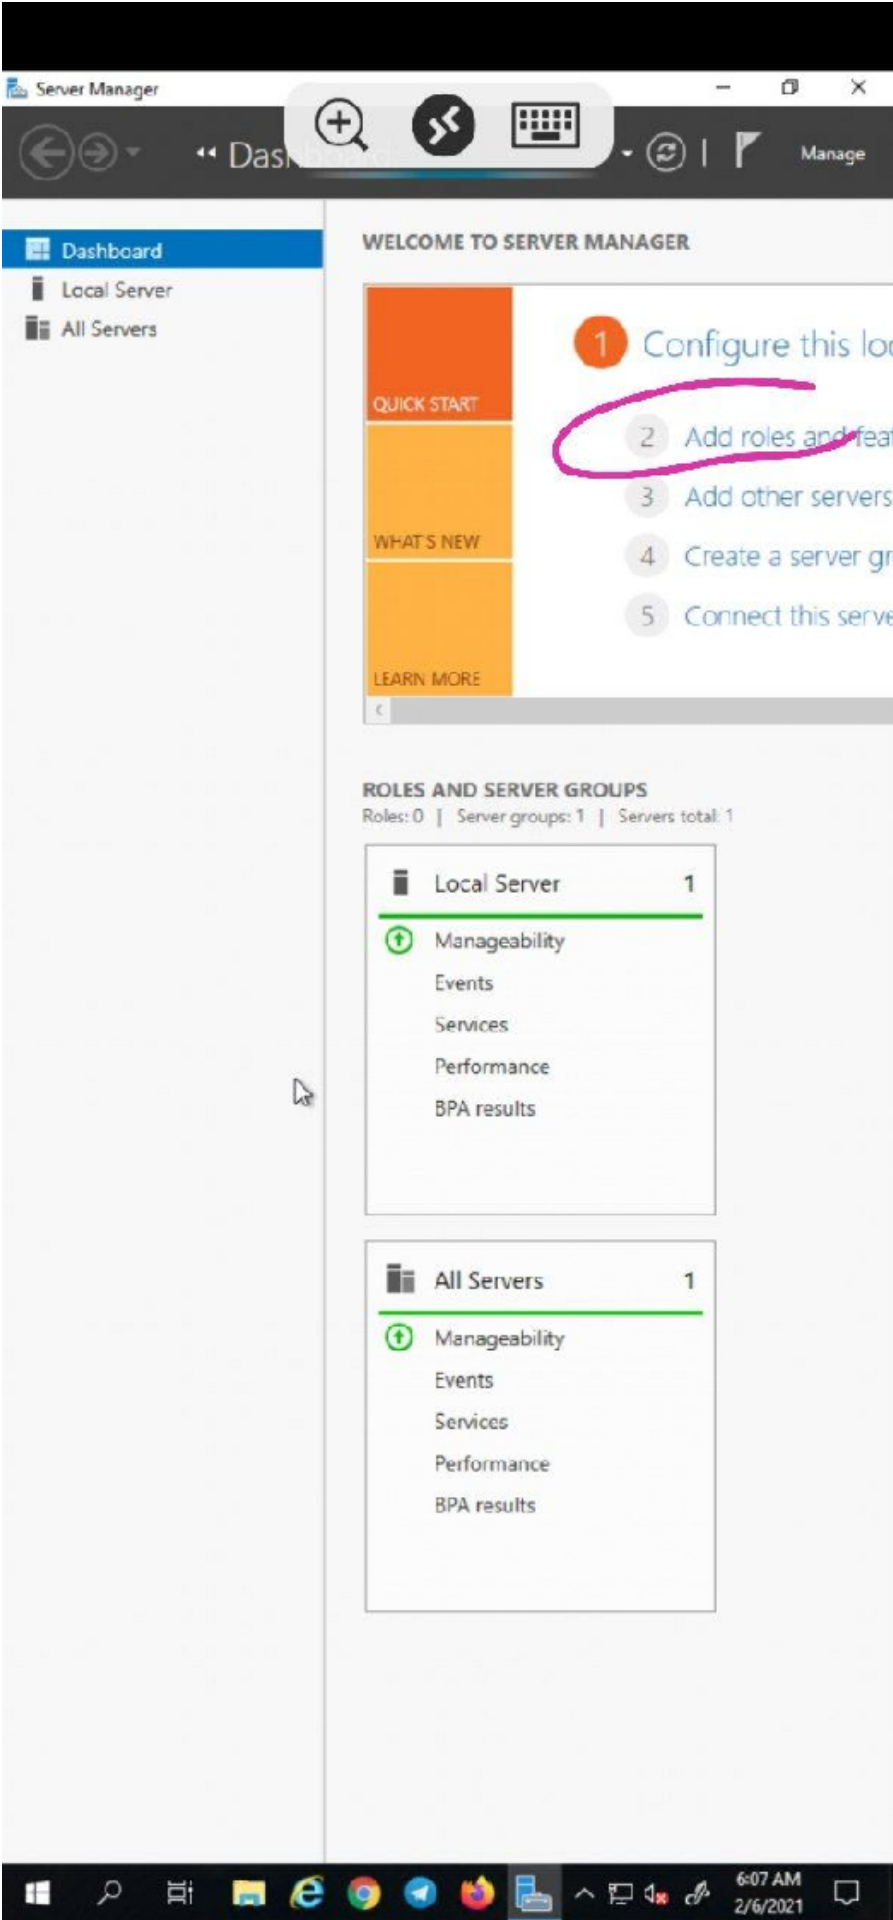 Server Manager
Dashboard
Manage
Dashboard
Local Server
All Servers
WELCOME TO SERVER MANAGER
QUICK START
WHAT'S NEW
LEARN MORE
1 Configure this loc
2 Add roles and feat
3 Add other servers
4 Create a server gr
5 Connect this serve
ROLES AND SERVER GROUPS
Roles: 0 | Server groups: 1 | Servers total: 1
Local Server 1
Manageability
Events
Services
Performance
BPA results
All Servers 1
Manageability
Events
Services
Performance
BPA results
6:07 AM
2/6/2021